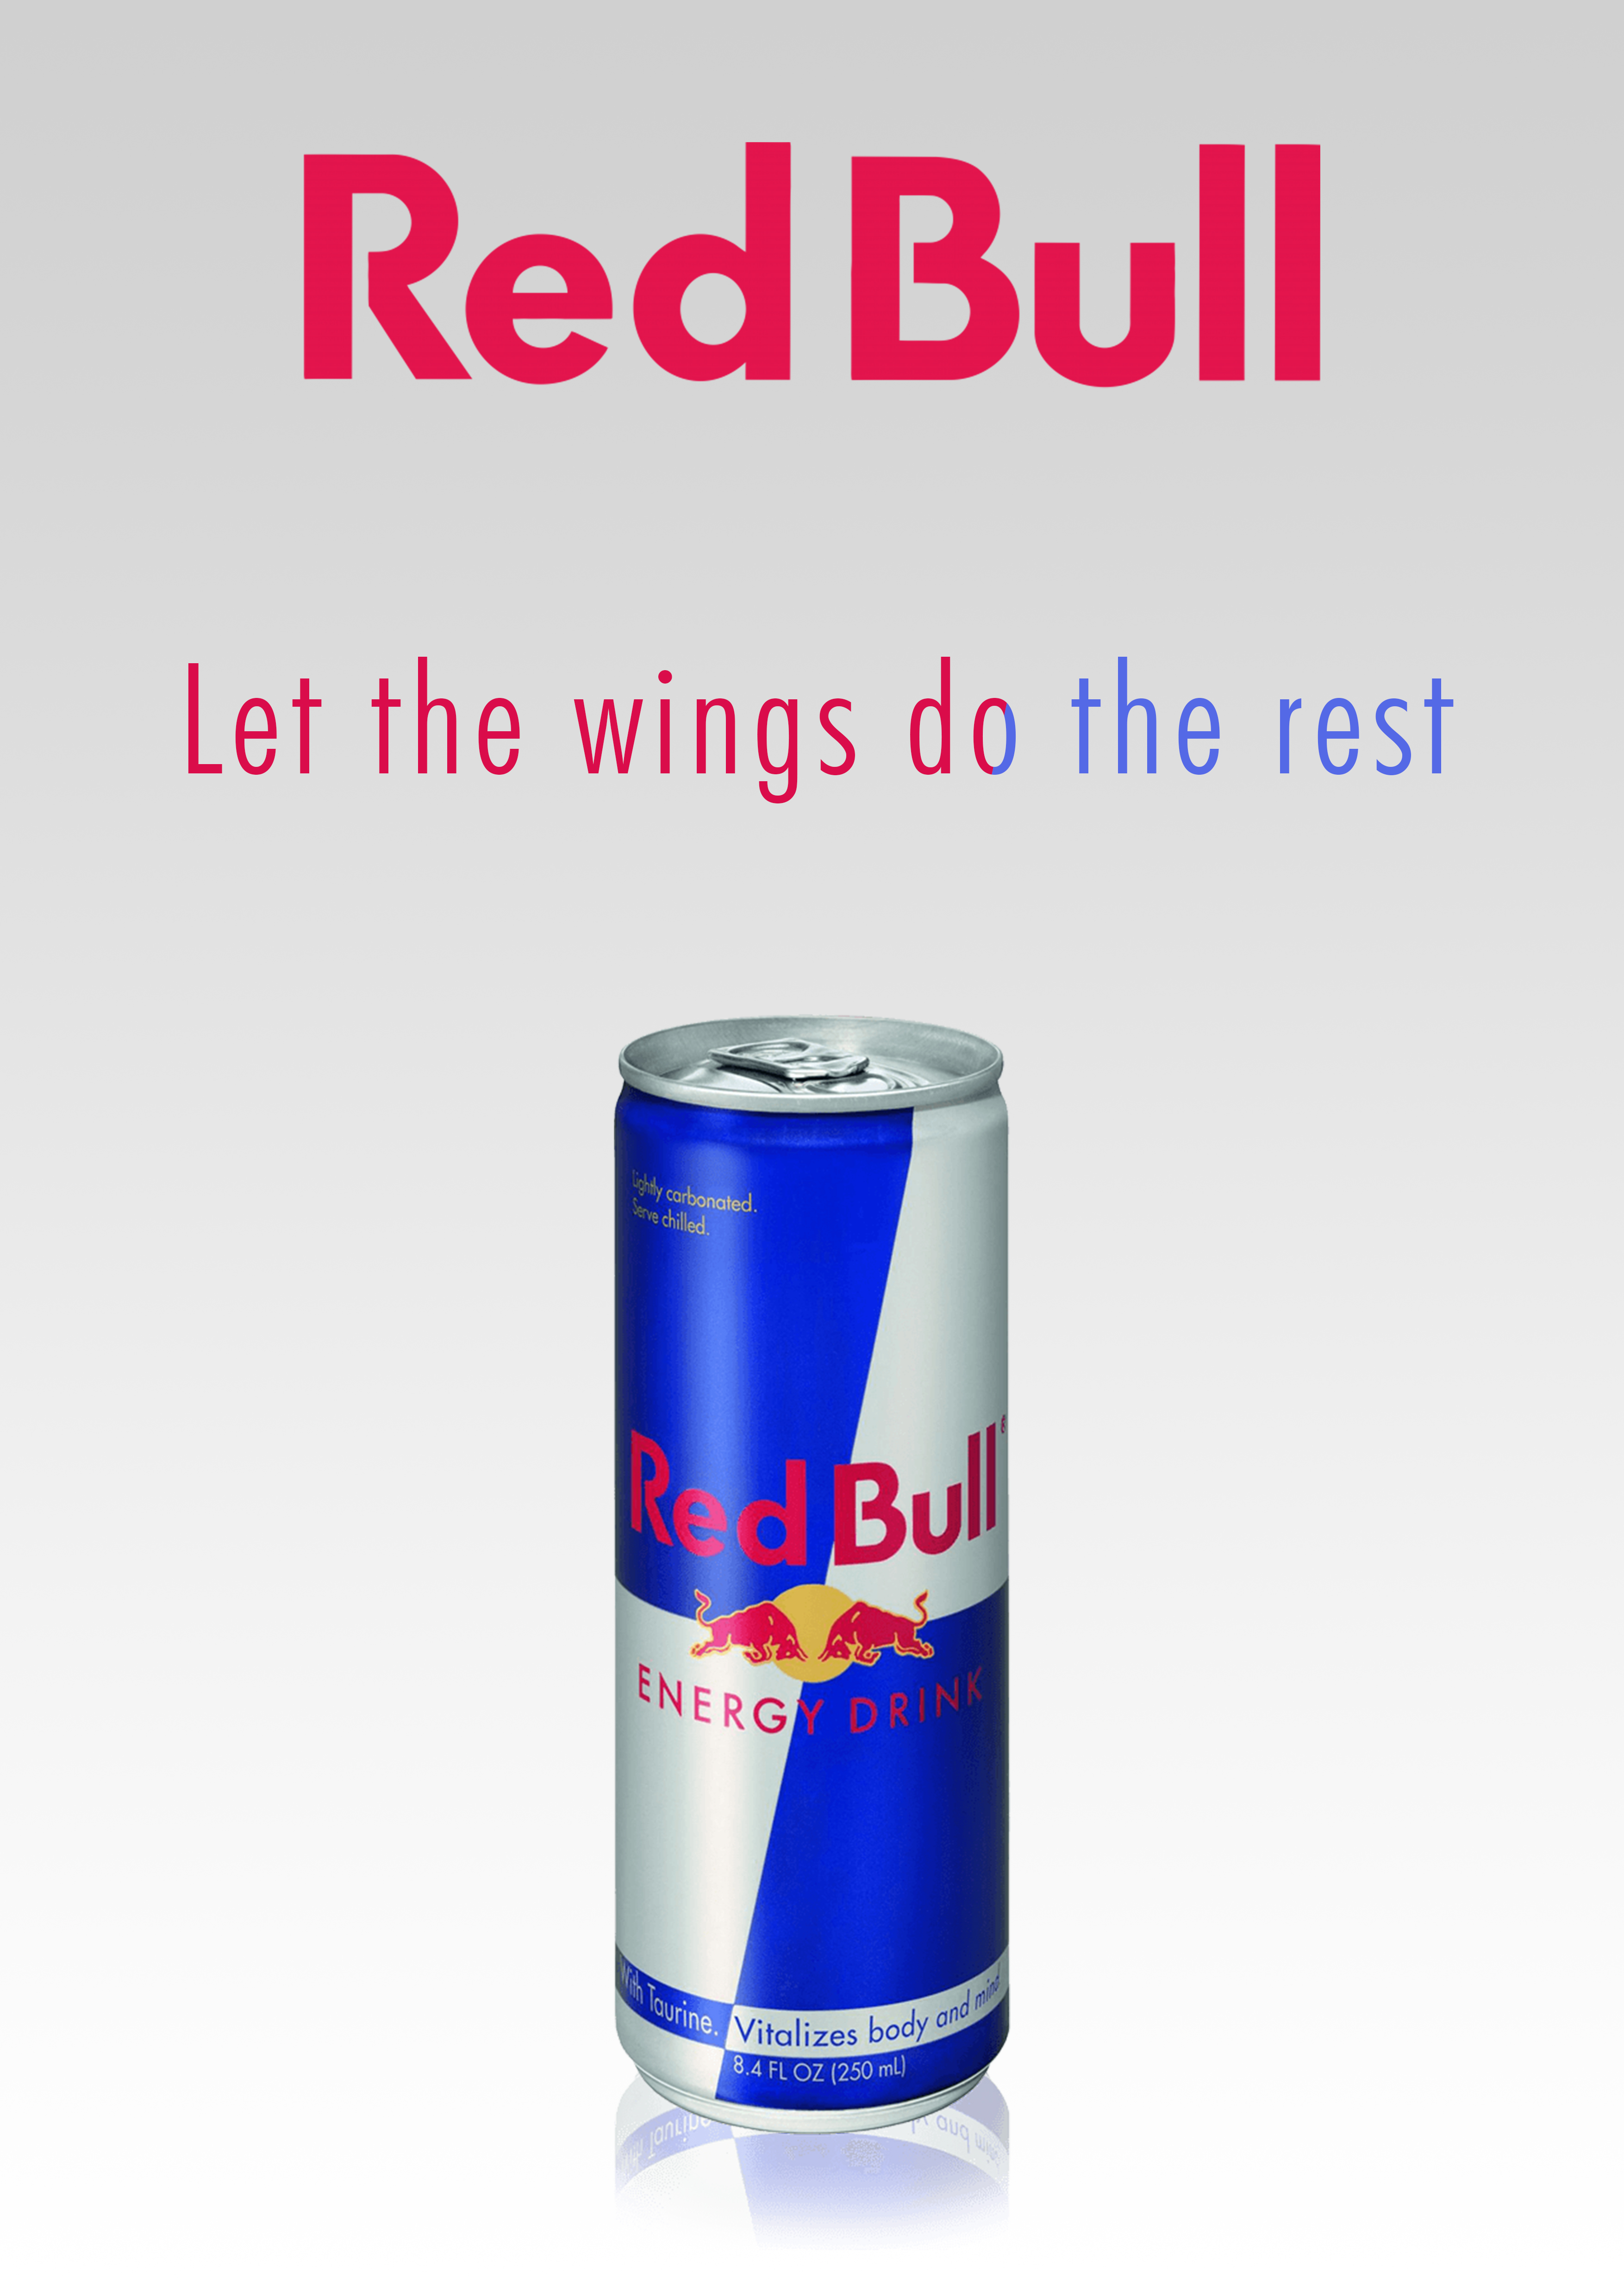 Red Bull
Let the wings do the rest
Lightly carbonated.
Serve chilled.
Red Bull®
ENERGY DRINK
With Taurine. Vitalizes body and mind.
8.4 FL OZ (250 mL)